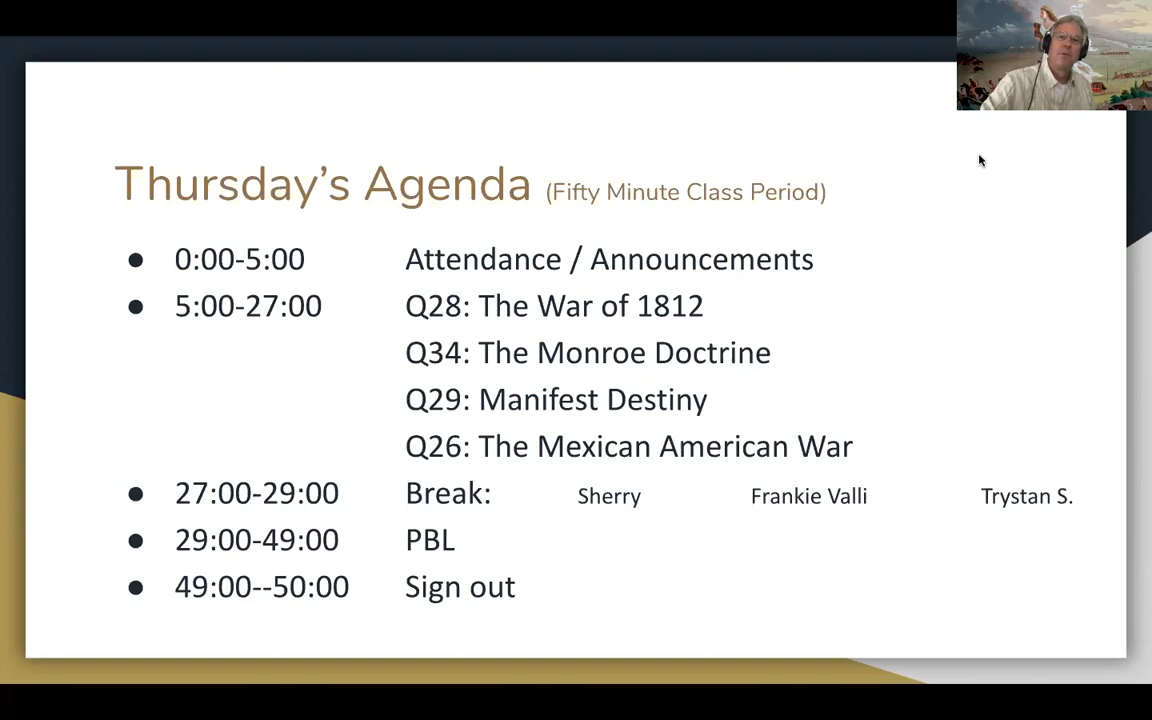 Thursday's Agenda (Fifty Minute Class Period)
● 0:00-5:00 Attendance / Announcements
● 5:00-27:00 Q28: The War of 1812
Q34: The Monroe Doctrine
Q29: Manifest Destiny
Q26: The Mexican American War
● 27:00-29:00 Break: Sherry Frankie Valli Trystan S.
● 29:00-49:00 PBL
● 49:00--50:00 Sign out